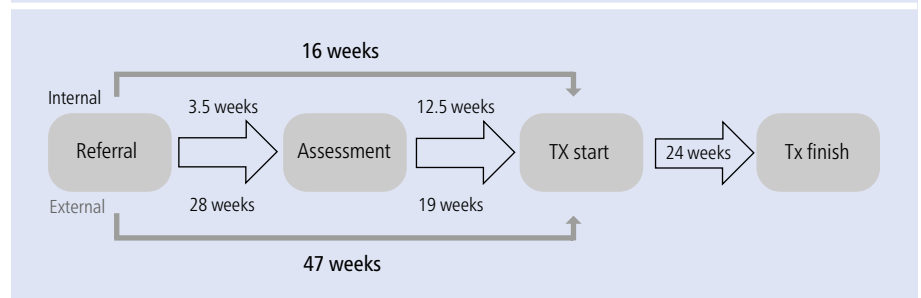 16 weeks
Internal
3.5 weeks
12.5 weeks
Referral
Assessment
TX start
24 weeks
Tx finish
External
28 weeks
19 weeks
47 weeks